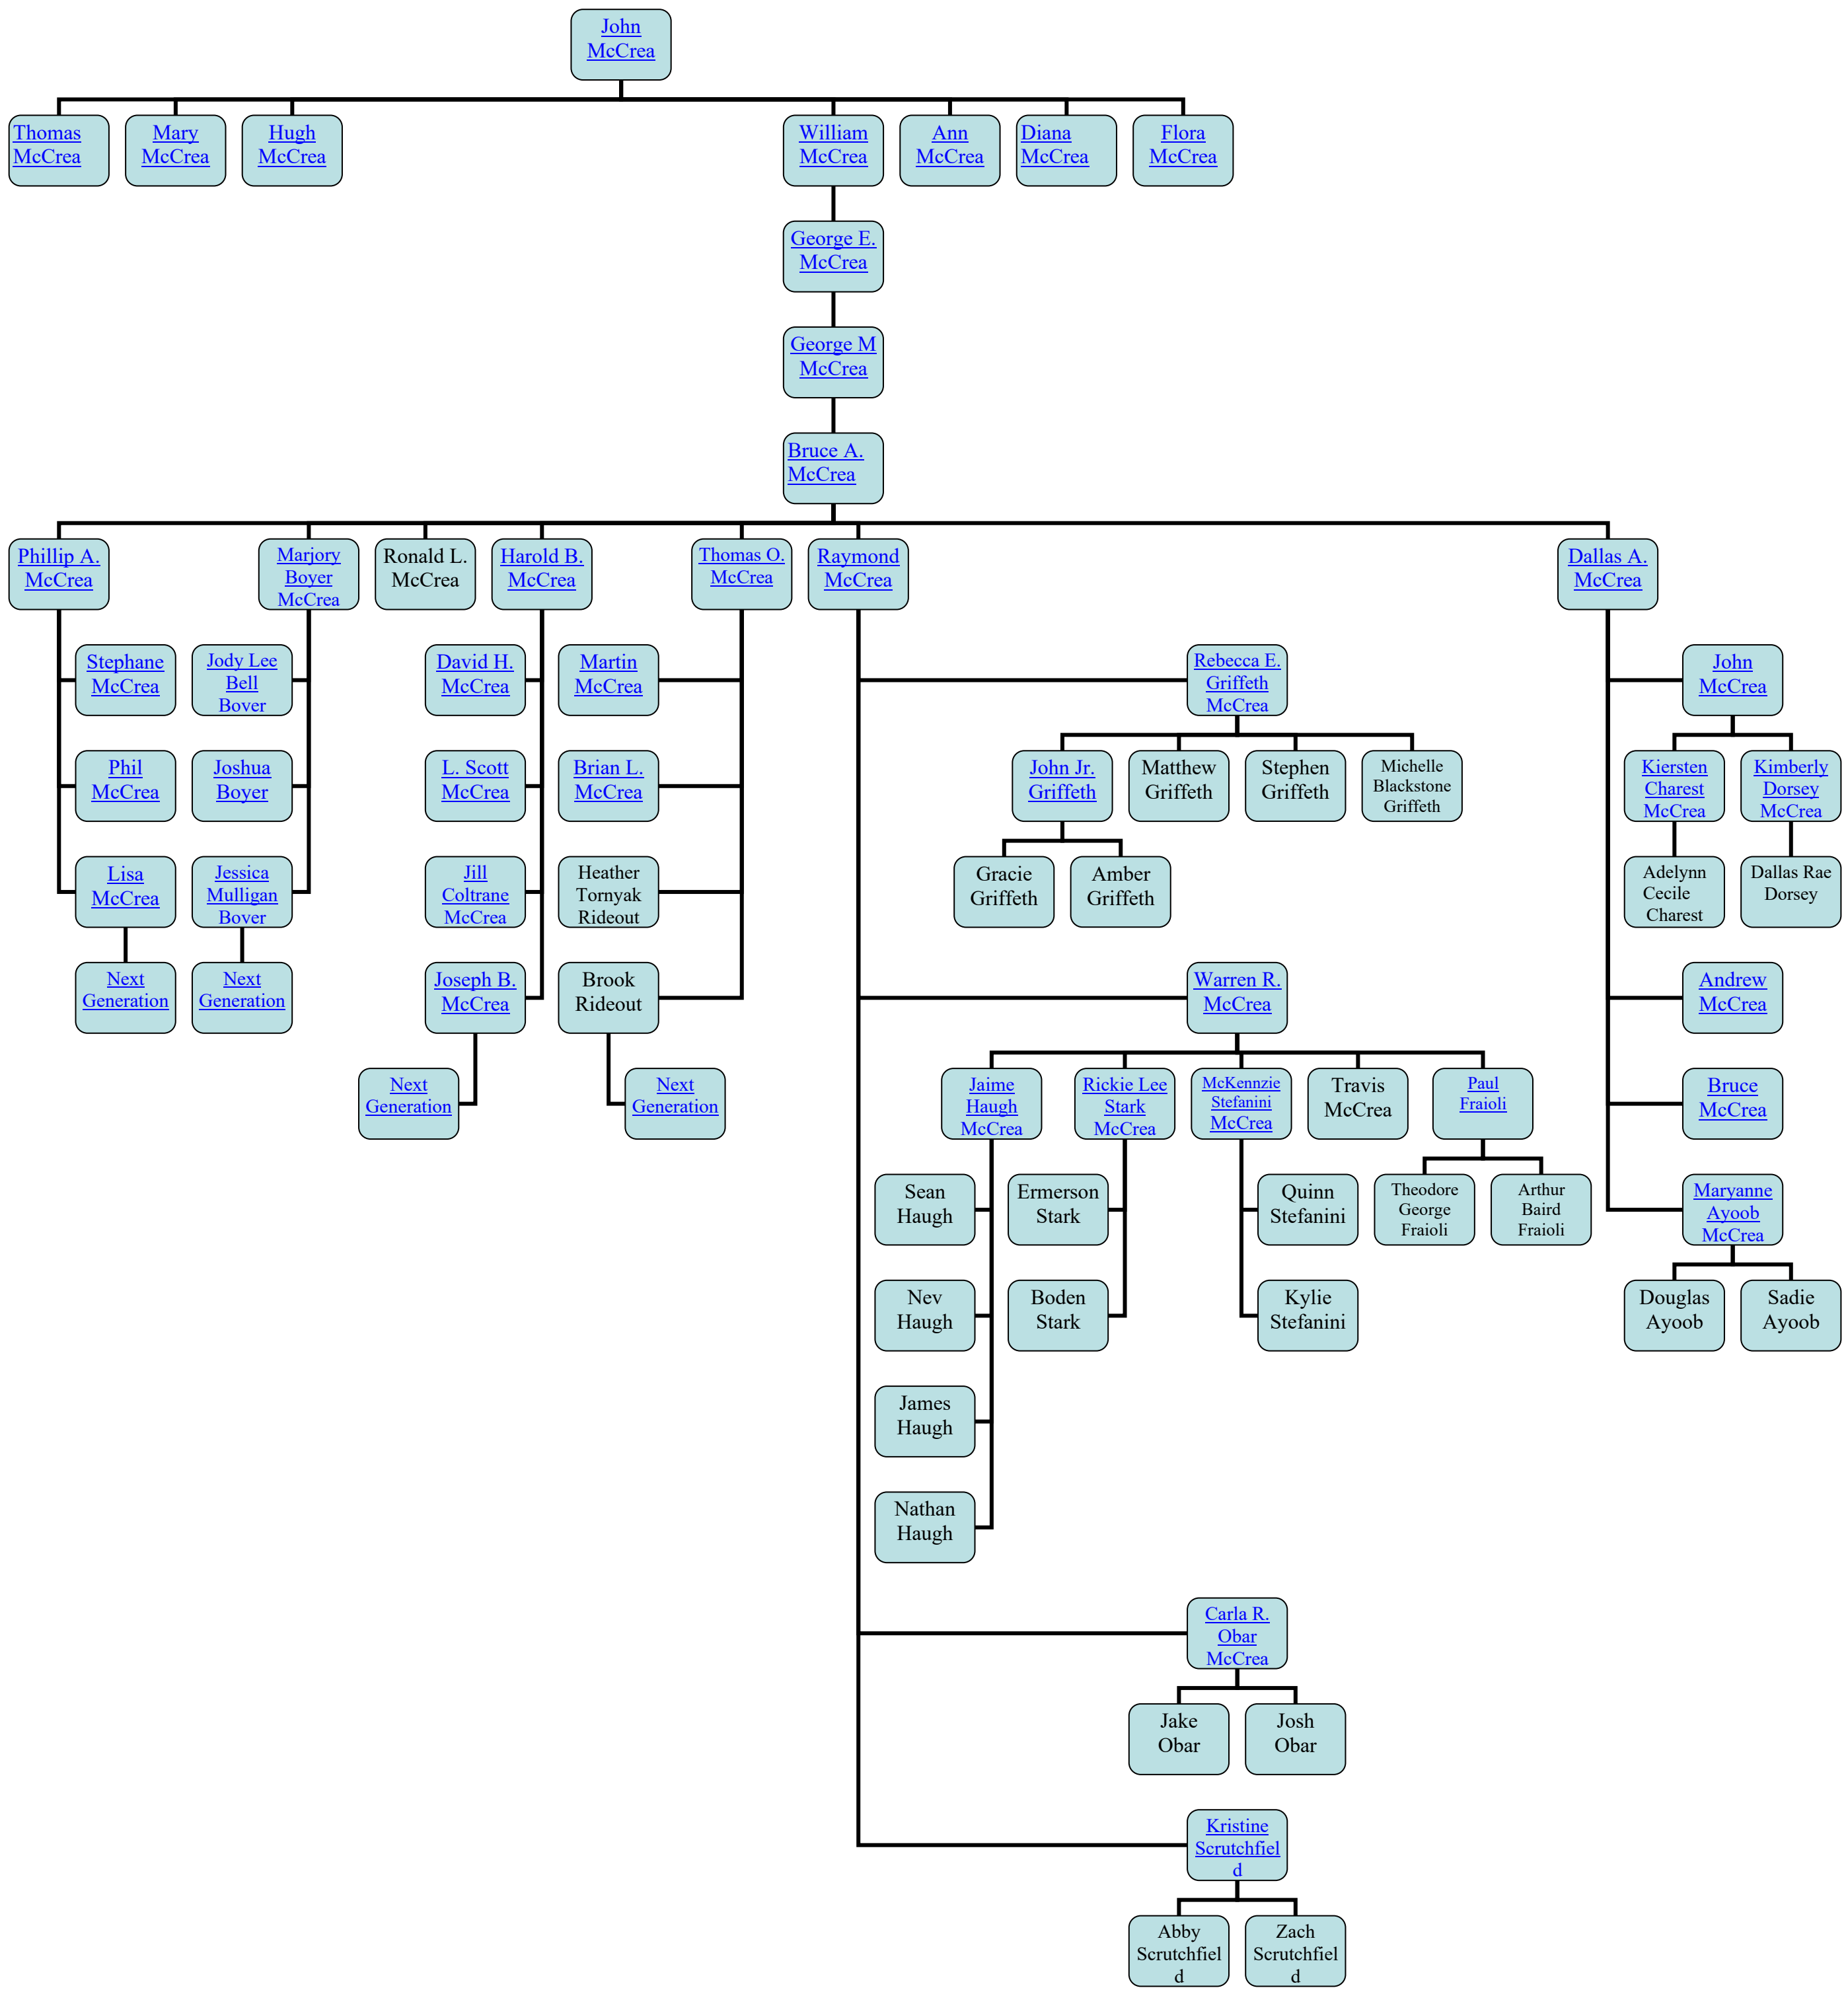 John
McCrea
Thomas
McCrea
Mary
McCrea
Hugh
McCrea
William
McCrea
Ann
McCrea
Diana
McCrea
Flora
McCrea
George E.
McCrea
George M
McCrea
Bruce A.
McCrea
Phillip A.
McCrea
Marjory
Boyer
McCrea
Ronald L.
McCrea
Harold B.
McCrea
Thomas O.
McCrea
Raymond
McCrea
Dallas A.
McCrea
Stephane
McCrea
Jody Lee
Bell
Boyer
David H.
McCrea
Martin
McCrea
Rebecca E.
Griffeth
McCrea
John
McCrea
Phil
McCrea
Joshua
Boyer
L. Scott
McCrea
Brian L.
McCrea
John Jr.
Griffeth
Matthew
Griffeth
Stephen
Griffeth
Michelle
Blackstone
Griffeth
Kiersten
Charest
McCrea
Kimberly
Dorsey
McCrea
Lisa
McCrea
Jessica
Mulligan
Boyer
Jill
Coltrane
McCrea
Heather
Tornyak
Rideout
Gracie
Griffeth
Amber
Griffeth
Adelynn
Cecile
Charest
Dallas Rae
Dorsey
Next
Generation
Next
Generation
Joseph B.
McCrea
Brook
Rideout
Warren R.
McCrea
Andrew
McCrea
Next
Generation
Next
Generation
Jaime
Haugh
McCrea
Rickie Lee
Stark
McCrea
McKennzie
Stefanini
McCrea
Travis
McCrea
Paul
Fraioli
Bruce
McCrea
Sean
Haugh
Ermerson
Stark
Quinn
Stefanini
Theodore
George
Fraioli
Arthur
Baird
Fraioli
Maryanne
Ayoob
McCrea
Nev
Haugh
Boden
Stark
Kylie
Stefanini
Douglas
Ayoob
Sadie
Ayoob
James
Haugh
Nathan
Haugh
Carla R.
Obar
McCrea
Jake
Obar
Josh
Obar
Kristine
Scrutchfiel
d
Abby
Scrutchfiel
d
Zach
Scrutchfiel
d